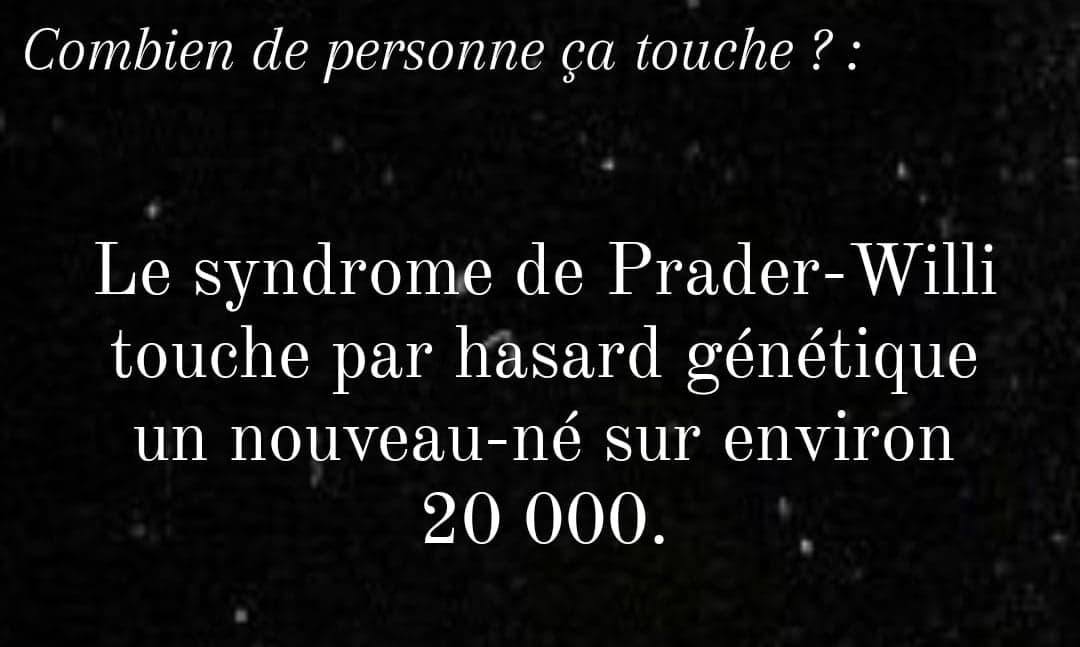 Combien de personne ça touche ? :
Le syndrome de Prader-Willi
touche par hasard génétique
un nouveau-né sur environ
20 000.